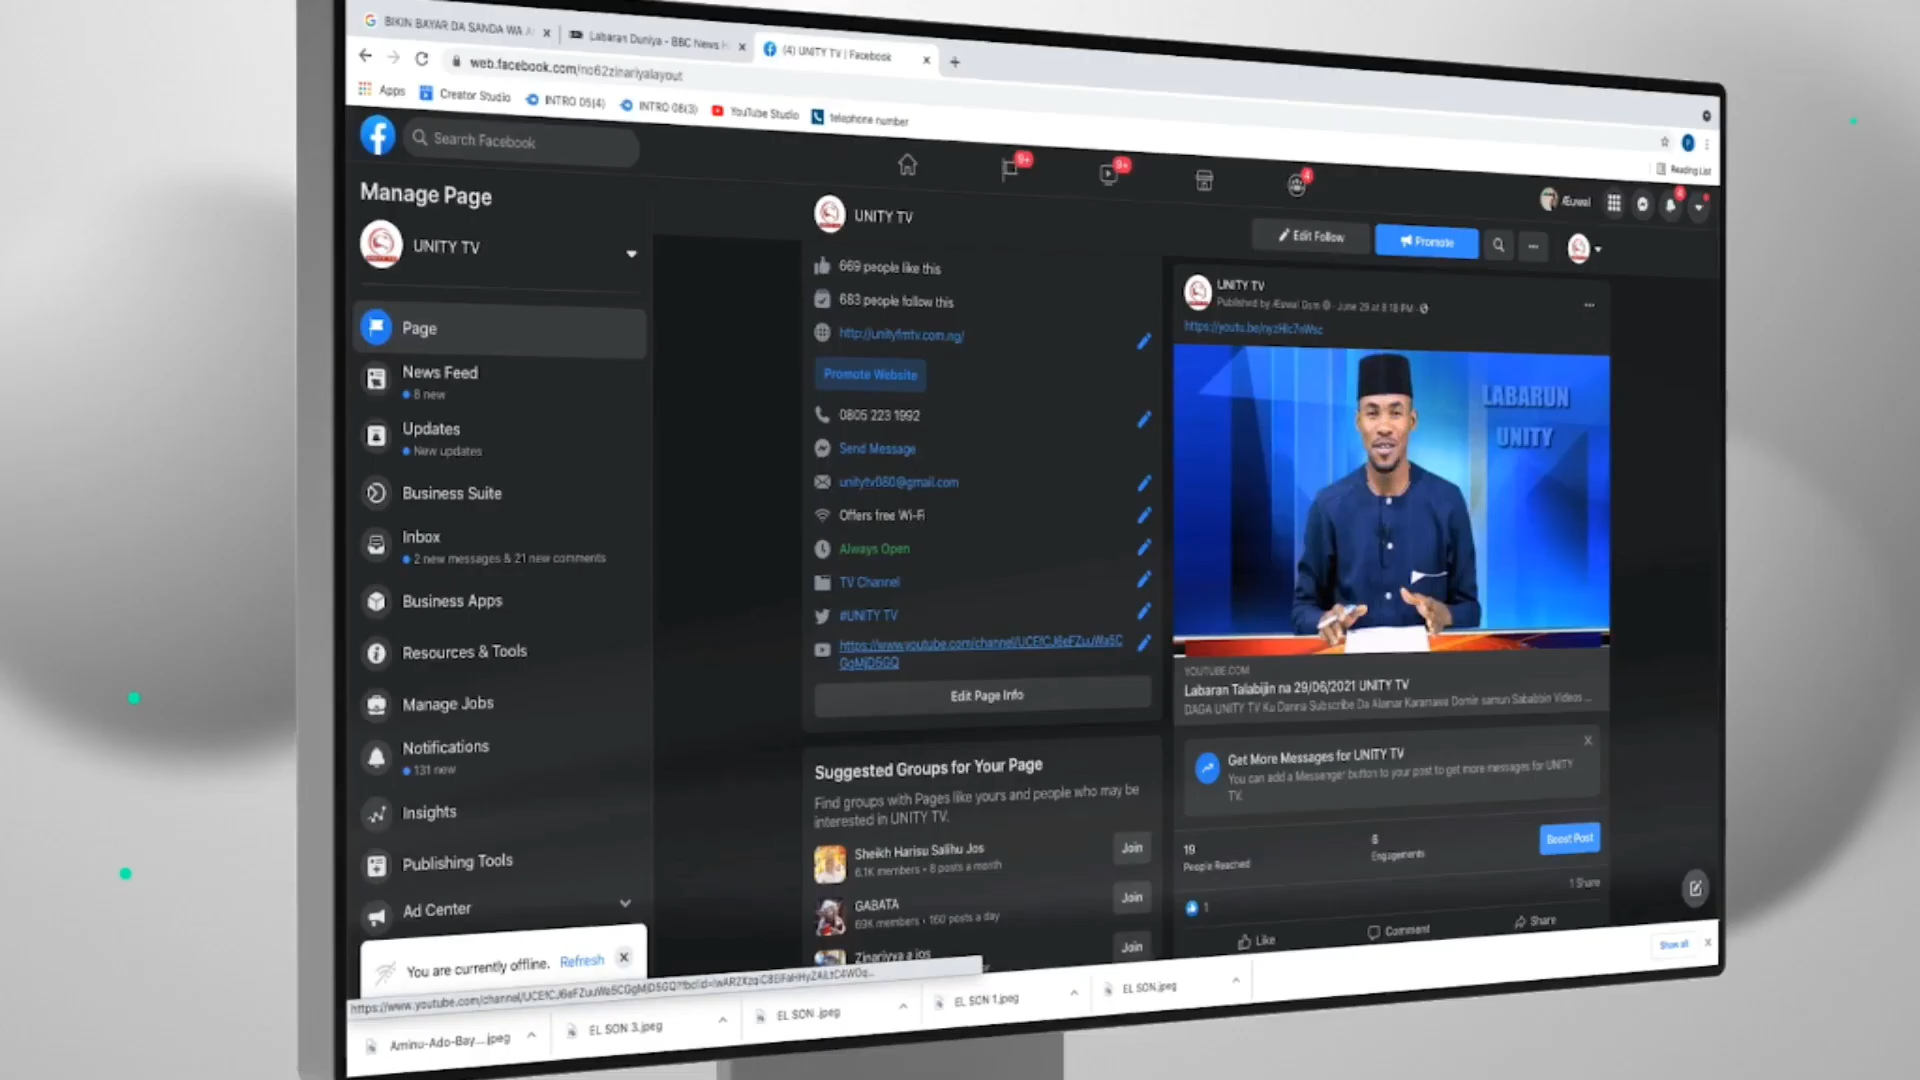 BIKIN BAYAR DA SANDA WA
Labaran Duniya - BBC News
(4) UNITY TV | Facebook
web.facebook.com/no62zinariyalayout
Apps
Creator Studio
INTRO 05(4)
INTRO 06(3)
YouTube Studio
telephone number
Reading List
Search Facebook
9+
9+
4
Æuwal
4
Manage Page
UNITY TV
Page
News Feed
8 new
Updates
New updates
Business Suite
Inbox
2 new messages & 21 new comments
Business Apps
Resources & Tools
Manage Jobs
Notifications
131 new
Insights
Publishing Tools
Ad Center
You are currently offline. Refresh
UNITY TV
Edit Follow
Promote
669 people like this
683 people follow this
http://unityfmtv.com.ng/
Promote Website
0805 223 1992
Send Message
unitytv080@gmail.com
Offers free Wi-Fi
Always Open
TV Channel
#UNITY TV
https://www.youtube.com/channel/
Edit Page Info
Suggested Groups for Your Page
Find groups with Pages like yours and people who may be
interested in UNITY TV.
Sheikh Harisu Salihu Jos
6.1K members • 8 posts a month
Join
GABATA
69K members • 160 posts a day
Join
Zinariyya a jos
Join
UNITY TV
Published by Æuwal Dsm · June 29 at 8:18 PM
https://youtu.be/
LABARUN
UNITY
YOUTUBE.COM
Labaran Talabijin na 29/06/2021 UNITY TV
DAGA UNITY TV Ku Danna Subscribe Da Alamar Karamawa Domin samun Sababbin Videos ...
Get More Messages for UNITY TV
You can add a Messenger button to your post to get more messages for UNITY
TV.
19
People Reached
6
Engagements
Boost Post
1
1 Share
Like
Comment
Share
Show all
https://www.youtube.com/channel/
Aminu-Ado-Bay....jpeg
EL SON 3.jpeg
EL SON .jpeg
EL SON 1.jpeg
EL SON.jpeg